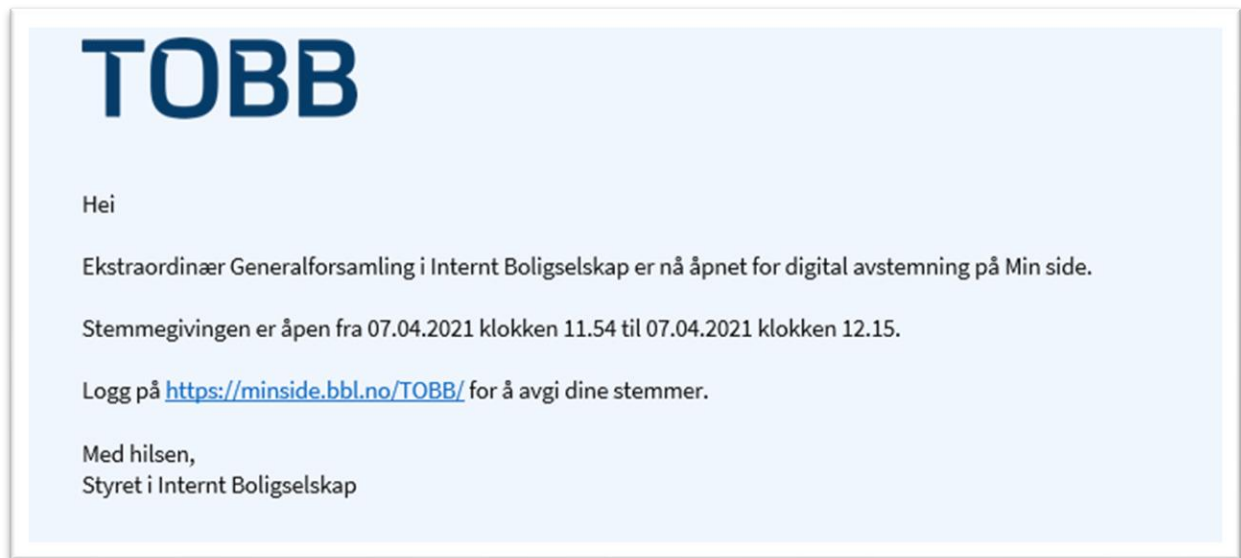 TOBB
Hei
Ekstraordinær Generalforsamling i Internt Boligselskap er nå åpnet for digital avstemning på Min side.
Stemmegivingen er åpen fra 07.04.2021 klokken 11.54 til 07.04.2021 klokken 12.15.
Logg på https://minside.bbl.no/TOBB/ for å avgi dine stemmer.
Med hilsen,
Styret i Internt Boligselskap